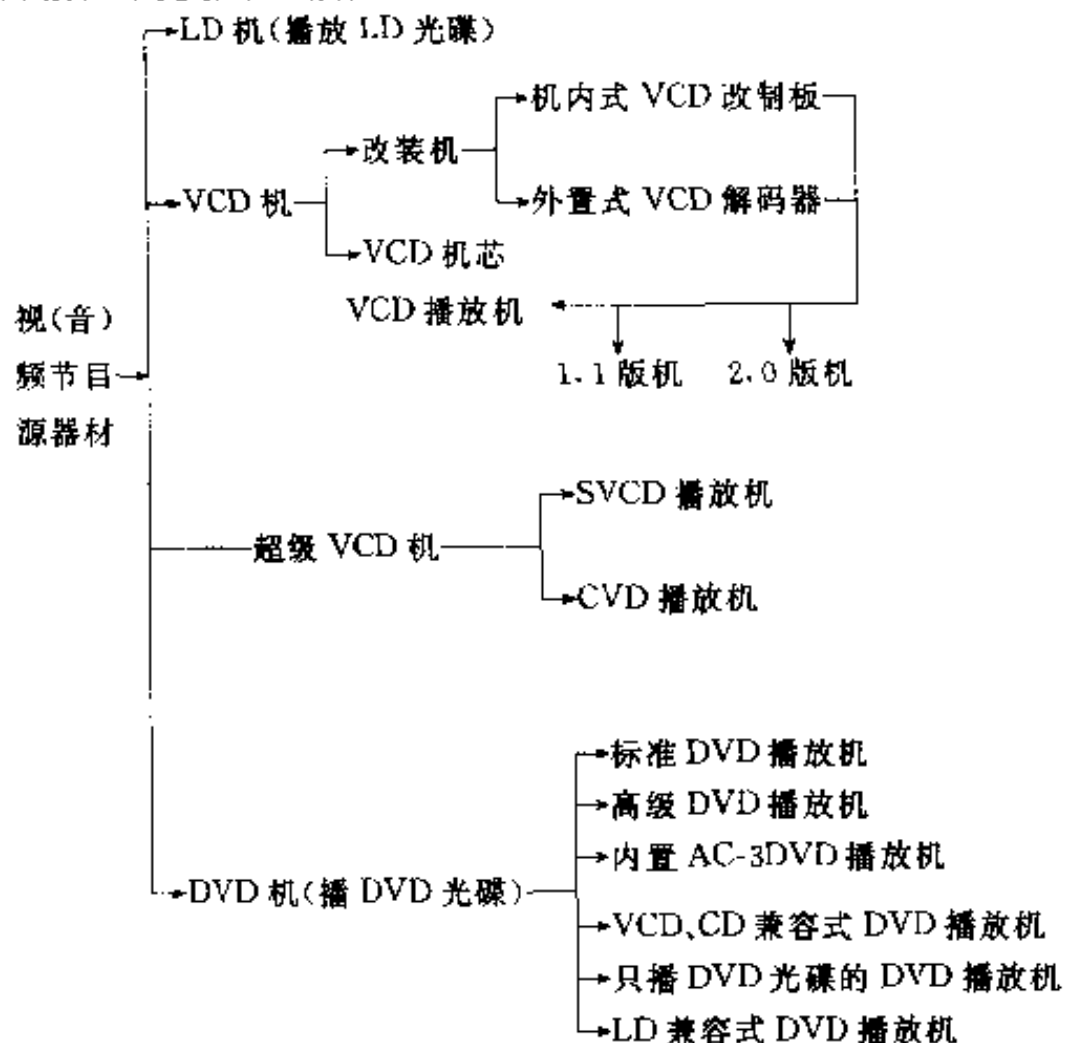 LD 机(播放 LD 光碟)
机内式 VCD 改制板
改装机
VCD 机
外置式 VCD 解码器
VCD 机芯
VCD 播放机
视(音)
频节目
源器材
1.1 版机 2.0 版机
SVCD 播放机
超级 VCD 机
CVD 播放机
标准 DVD 播放机
高级 DVD 播放机
内置 AC-3DVD 播放机
DVD 机(播 DVD 光碟)
VCD、CD 兼容式 DVD 播放机
只播 DVD 光碟的 DVD 播放机
LD 兼容式 DVD 播放机